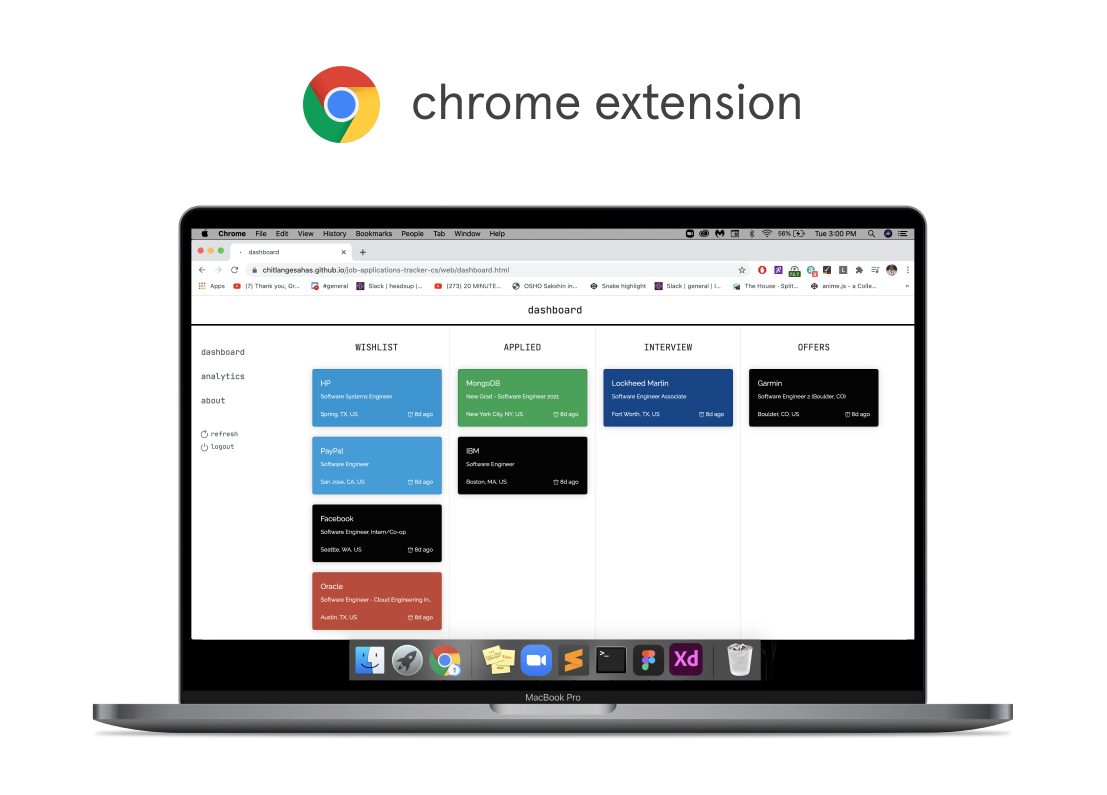 chrome extension
Chrome File Edit View History Bookmarks People Tab Window Help 56% Tue 3:00 PM
dashboard
chitlangesahas.github.io/job-applications-tracker-cs/web/dashboard.html
Apps (7) Thank you, Gr... #general Slack | headsup |... (273) 20 MINUTE... OSHO Sakshin in... Snake highlight Slack | general | l... The House - Split... anime.js - a Colle... »
dashboard
dashboard
analytics
about
refresh
logout
WISHLIST
HP
Software Systems Engineer
Spring, TX, US 8d ago
PayPal
Software Engineer
San Jose, CA, US 8d ago
Facebook
Software Engineer, Intern/Co-op
Seattle, WA, US 8d ago
Oracle
Software Engineer - Cloud Engineering In...
Austin, TX, US 8d ago
APPLIED
MongoDB
New Grad - Software Engineer 2021
New York City, NY, US 8d ago
IBM
Software Engineer
Boston, MA, US 8d ago
INTERVIEW
Lockheed Martin
Software Engineer Associate
Fort Worth, TX, US 8d ago
OFFERS
Garmin
Software Engineer 2 (Boulder, CO)
Boulder, CO, US 8d ago
1
>_
Xd
MacBook Pro